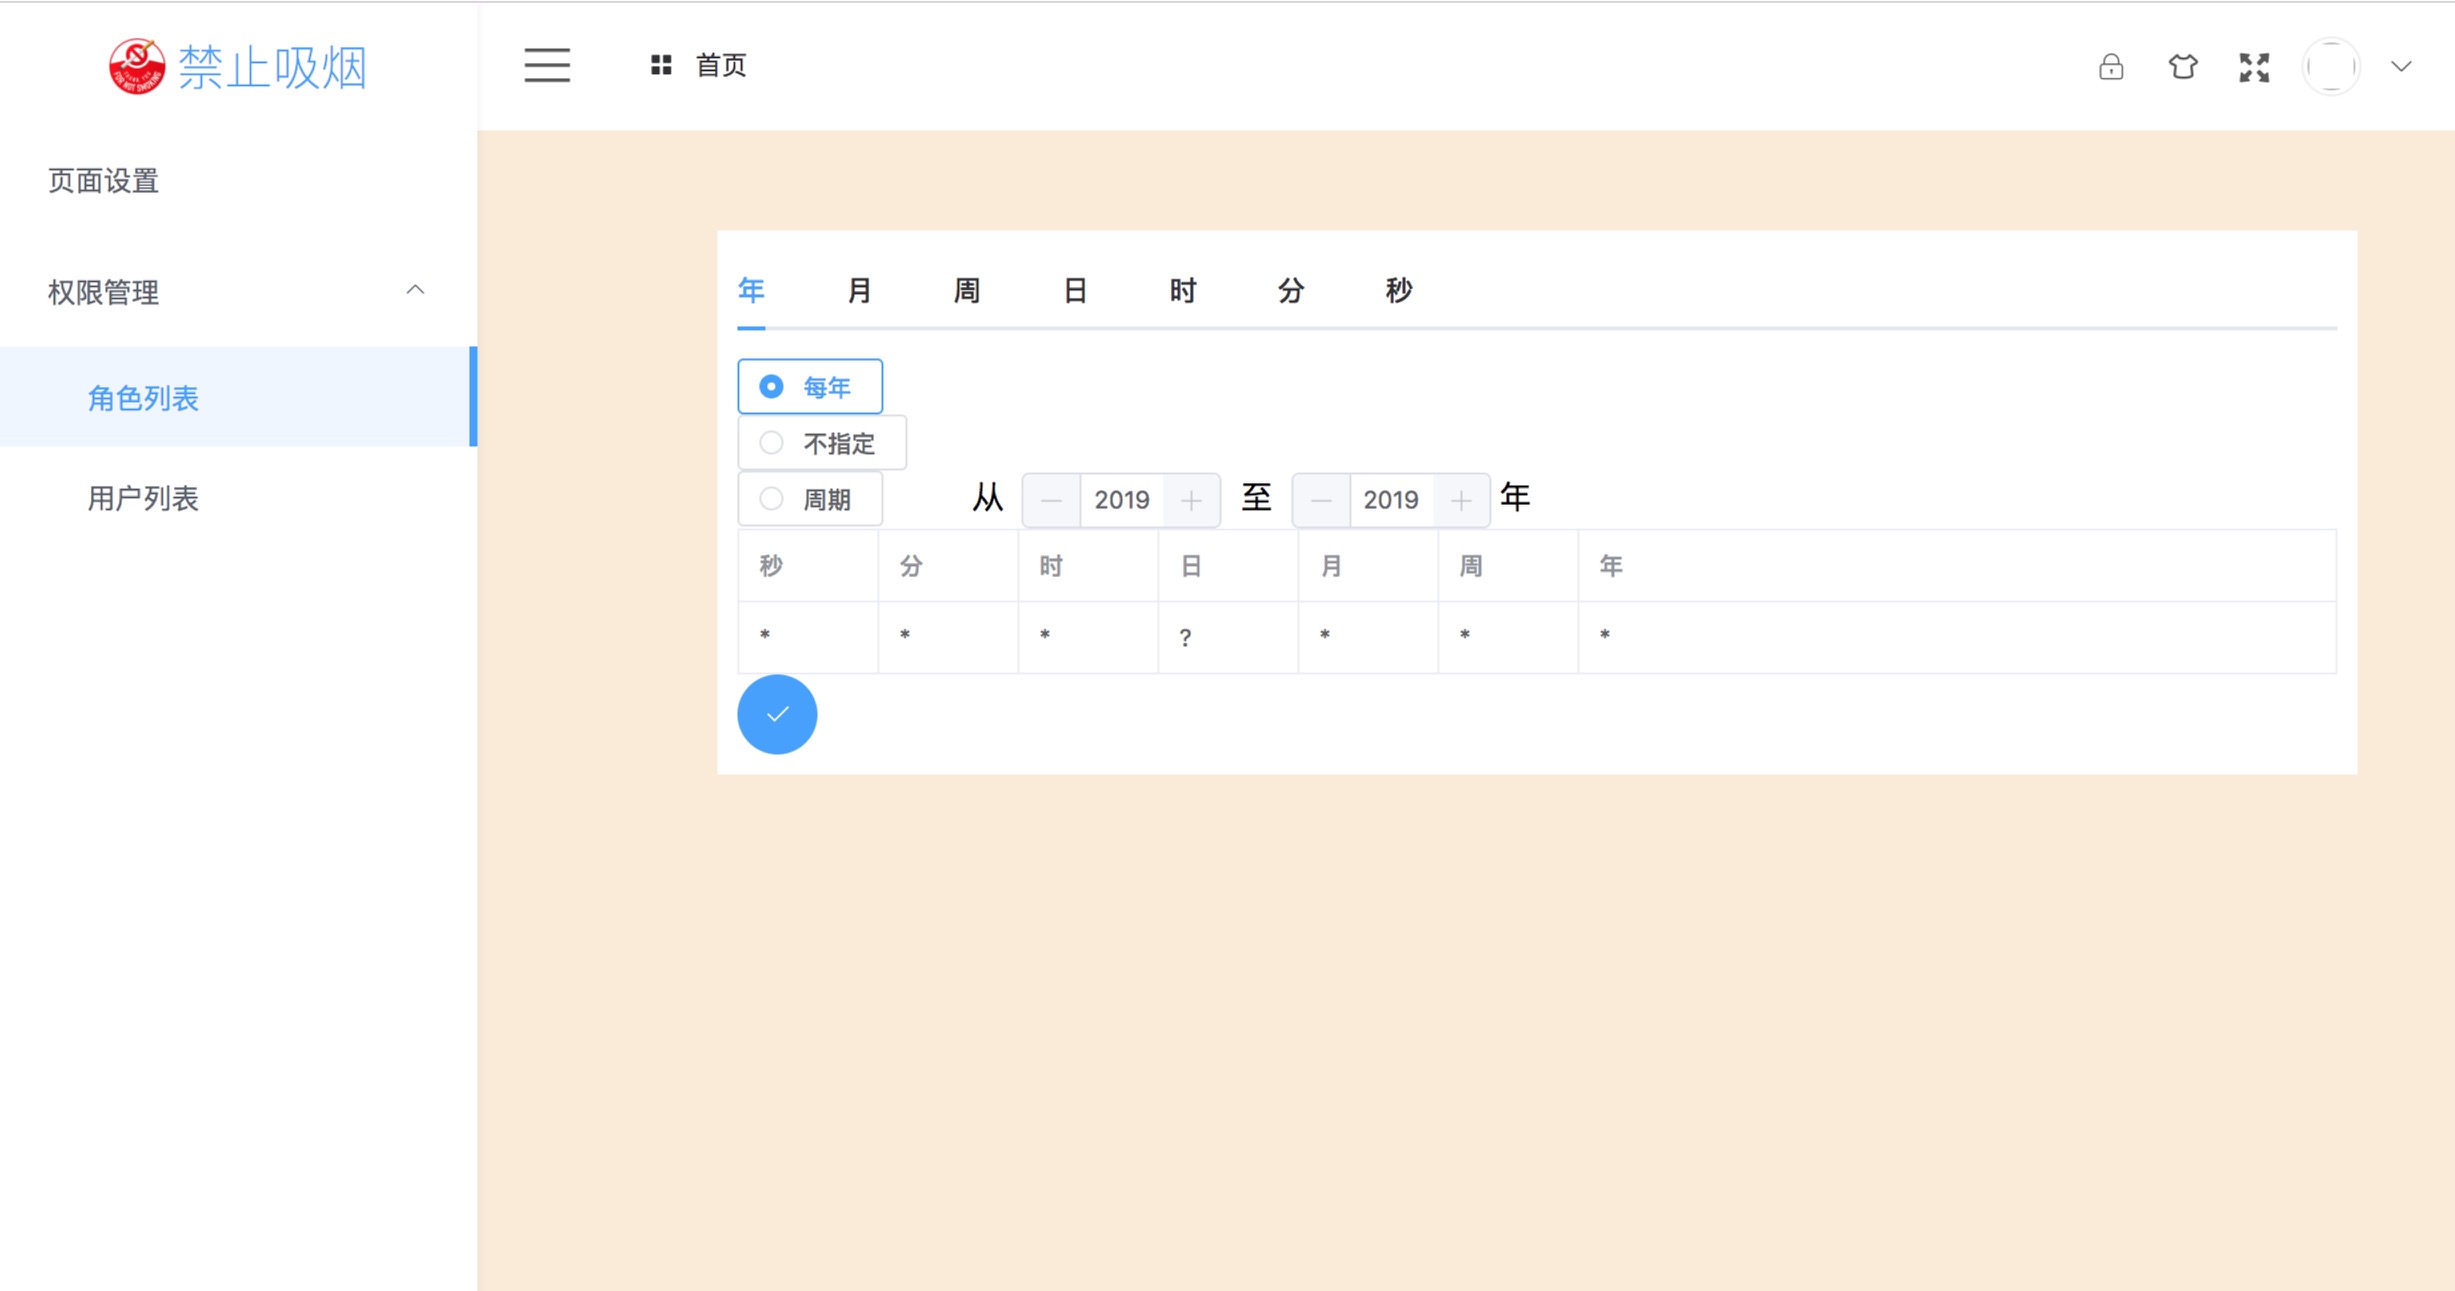 禁止吸烟
首页
页面设置
权限管理
角色列表
用户列表
年 月 周 日 时 分 秒
每年
不指定
周期 从 2019 至 2019 年
秒 分 时 日 月 周 年
* * * ? * * *